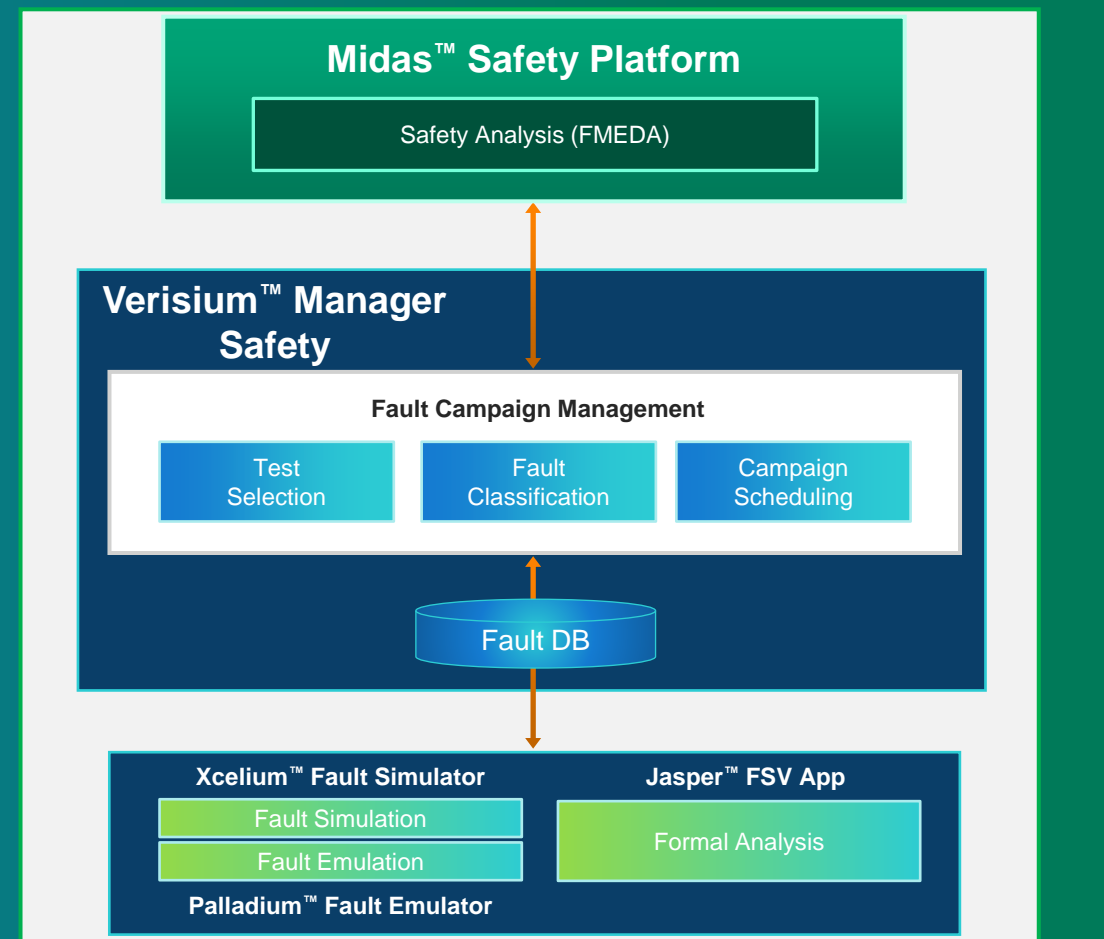 Midas™ Safety Platform
Safety Analysis (FMEDA)
Verisium™ Manager
Safety
Fault Campaign Management
Test
Selection
Fault
Classification
Campaign
Scheduling
Fault DB
Xcelium™ Fault Simulator
Fault Simulation
Fault Emulation
Palladium™ Fault Emulator
Jasper™ FSV App
Formal Analysis